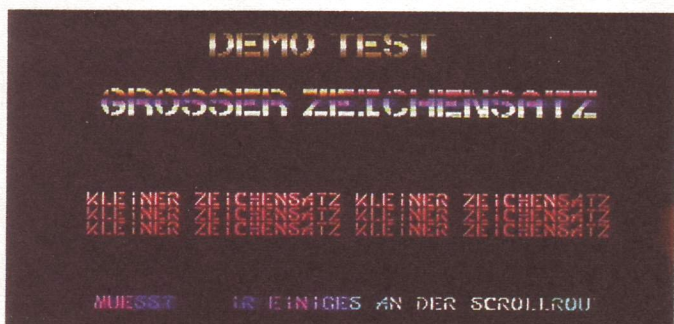 DEMO TEST
GROSSER ZEICHENSATZ
KLEINER ZEICHENSATZ KLEINER ZEICHENSATZ
KLEINER ZEICHENSATZ KLEINER ZEICHENSATZ
KLEINER ZEICHENSATZ KLEINER ZEICHENSATZ
MUESST IR EINIGES AN DER SCROLLROU